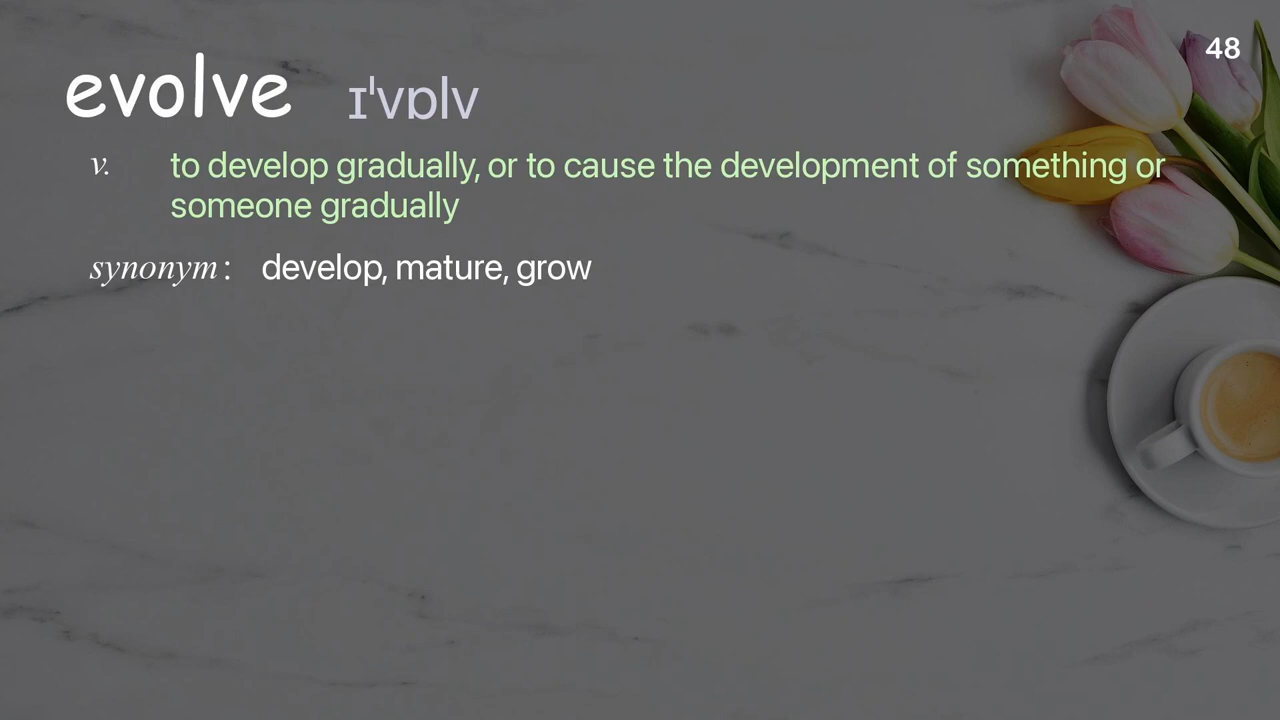 48
evolve ɪˈvɒlv
v. to develop gradually, or to cause the development of something or
someone gradually
synonym: develop, mature, grow